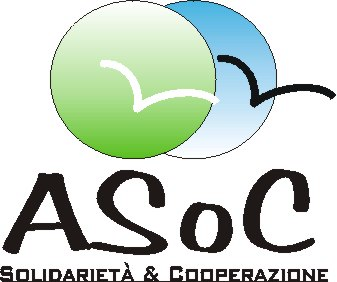 ASoC
SOLIDARIETÀ & COOPERAZIONE